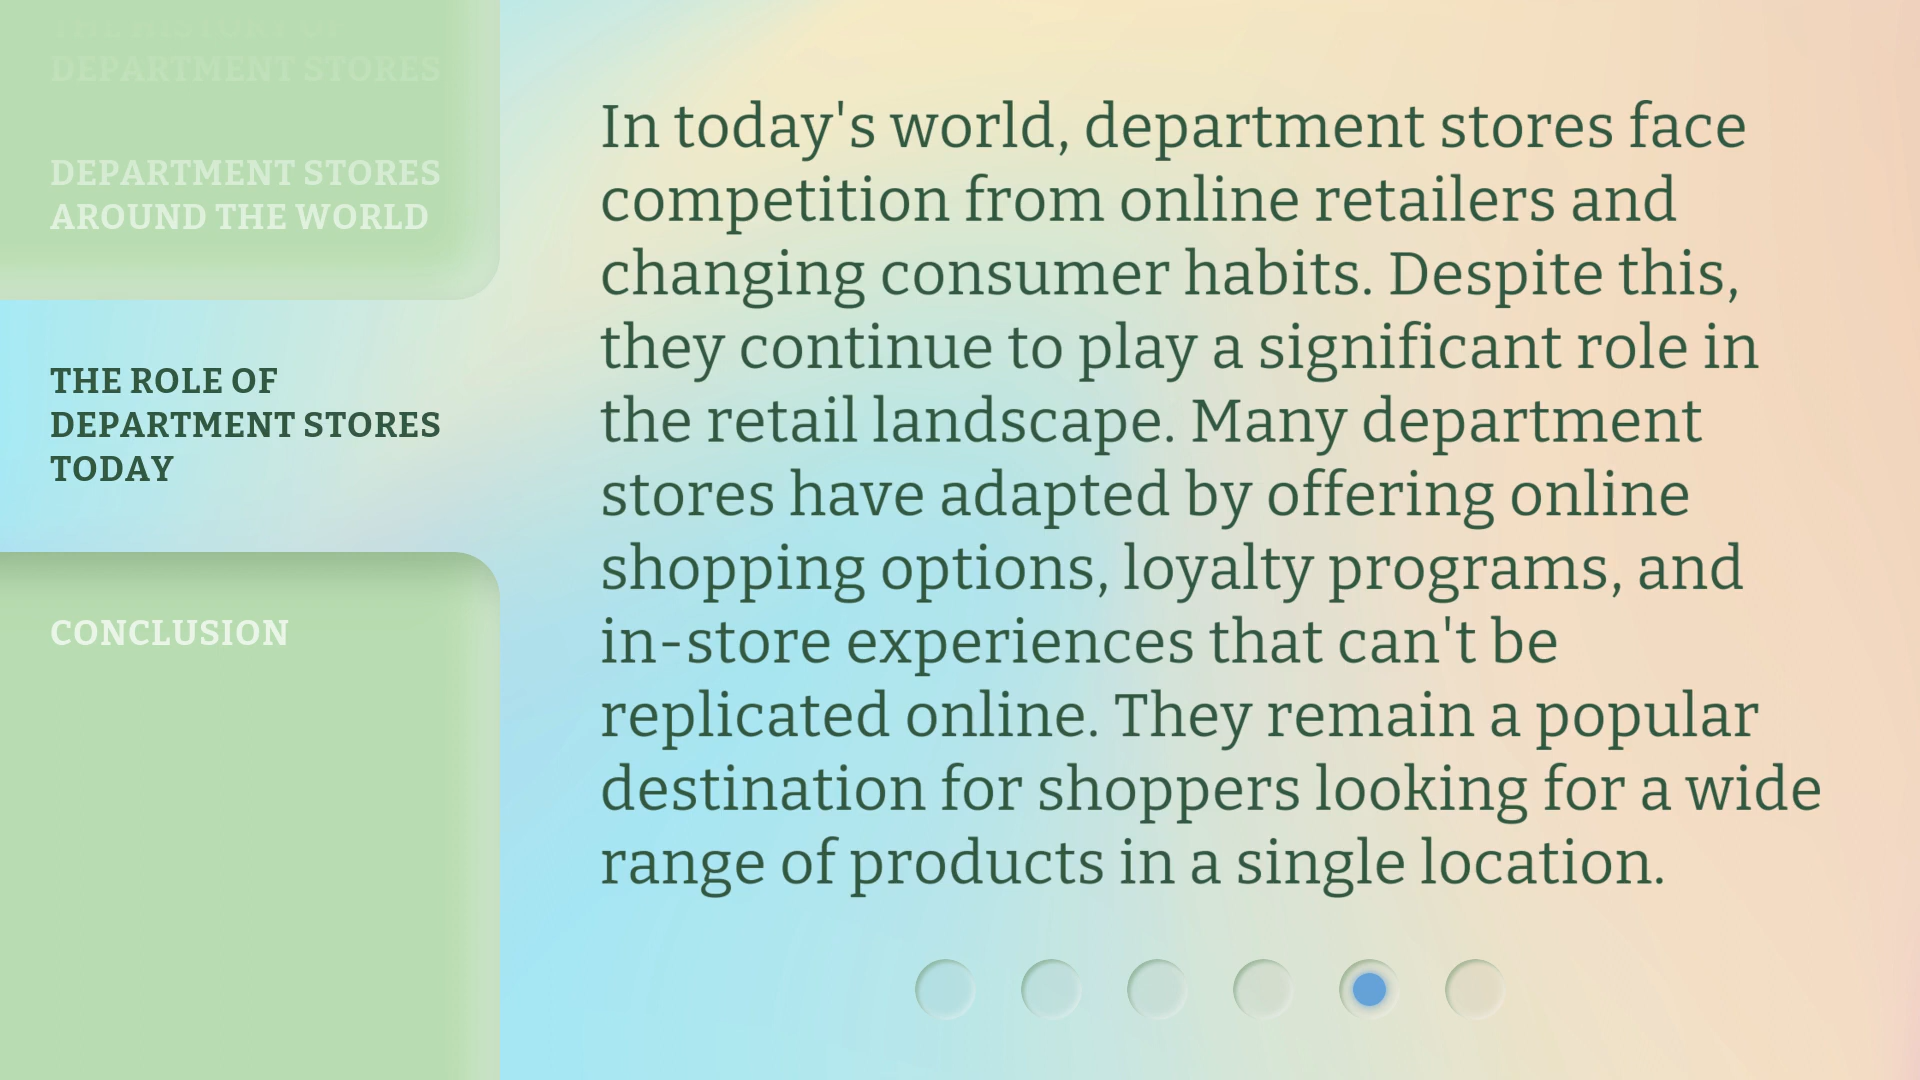 THE HISTORY OF
DEPARTMENT STORES
DEPARTMENT STORES
AROUND THE WORLD
THE ROLE OF
DEPARTMENT STORES
TODAY
CONCLUSION
In today's world, department stores face
competition from online retailers and
changing consumer habits. Despite this,
they continue to play a significant role in
the retail landscape. Many department
stores have adapted by offering online
shopping options, loyalty programs, and
in-store experiences that can't be
replicated online. They remain a popular
destination for shoppers looking for a wide
range of products in a single location.